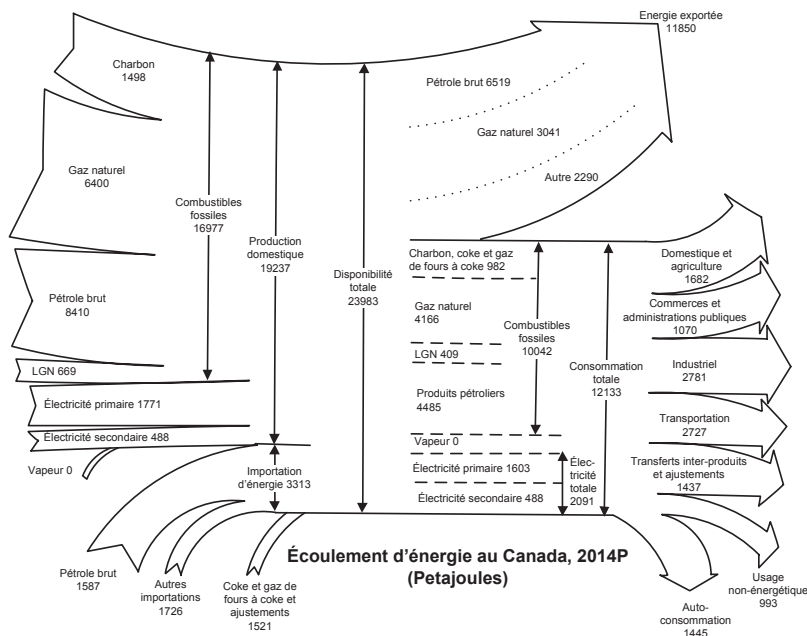 Energie exportée
11850
Charbon
1498
Pétrole brut 6519
Gaz naturel 3041
Autre 2290
Gaz naturel
6400
Combustibles
fossiles
16977
Production
domestique
19237
Disponibilité
totale
23983
Charbon, coke et gaz
de fours à coke 982
Gaz naturel
4166
LGN 409
Produits pétroliers
4485
Vapeur 0
Électricité primaire 1603
Électricité secondaire 488
Combustibles
fossiles
10042
Consommation
totale
12133
Élec-
tricité
totale
2091
Domestique et
agriculture
1682
Commerces et
administrations publiques
1070
Industriel
2781
Transportation
2727
Transferts inter-produits
et ajustements
1437
Pétrole brut
8410
LGN 669
Électricité primaire 1771
Électricité secondaire 488
Vapeur 0
Importation
d'énergie 3313
Pétrole brut
1587
Autres
importations
1726
Coke et gaz de
fours à coke et
ajustements
1521
Écoulement d'énergie au Canada, 2014P
(Petajoules)
Auto-
consommation
1445
Usage
non-énergétique
993